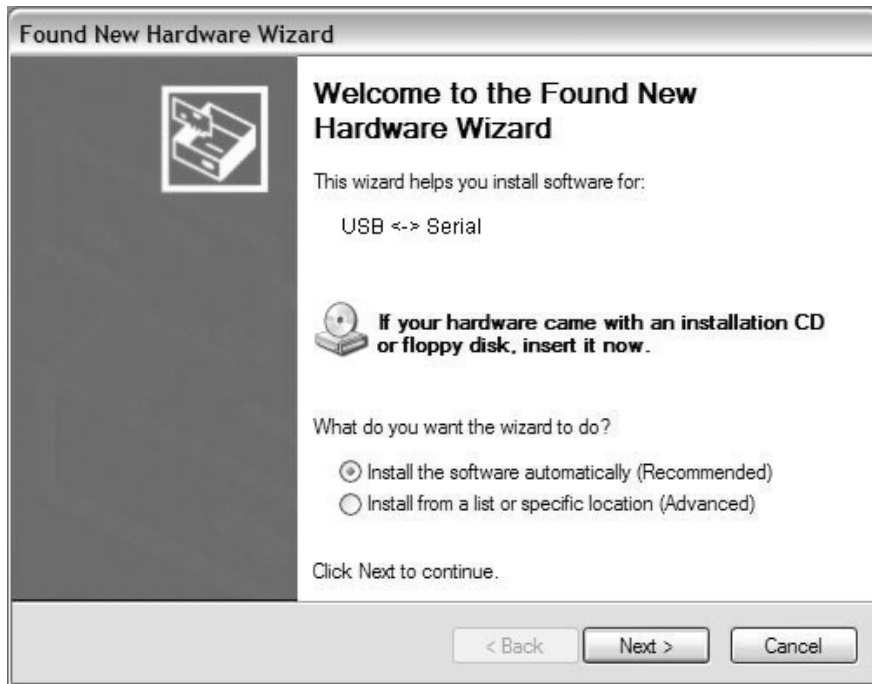 Found New Hardware Wizard
Welcome to the Found New
Hardware Wizard
This wizard helps you install software for:
USB <-> Serial
If your hardware came with an installation CD
or floppy disk, insert it now.
What do you want the wizard to do?
Install the software automatically (Recommended)
Install from a list or specific location (Advanced)
Click Next to continue.
< Back
Next >
Cancel